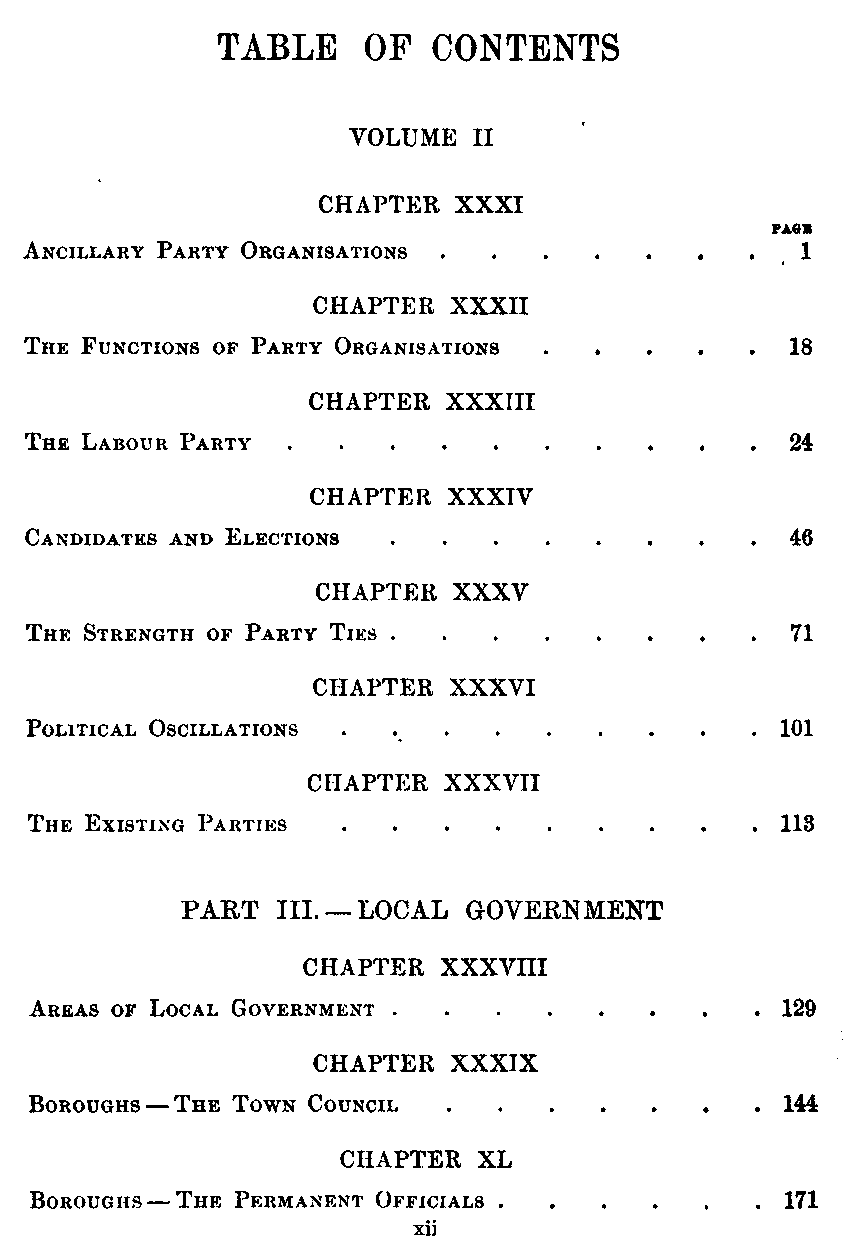 TABLE OF CONTENTS
VOLUME II
CHAPTER XXXI
PAGE
ANCILLARY PARTY ORGANISATIONS . . . . . . . 1
CHAPTER XXXII
THE FUNCTIONS OF PARTY ORGANISATIONS . . . . . 18
CHAPTER XXXIII
THE LABOUR PARTY . . . . . . . . . . 24
CHAPTER XXXIV
CANDIDATES AND ELECTIONS . . . . . . . . 46
CHAPTER XXXV
THE STRENGTH OF PARTY TIES . . . . . . . . 71
CHAPTER XXXVI
POLITICAL OSCILLATIONS . . . . . . . . . 101
CHAPTER XXXVII
THE EXISTING PARTIES . . . . . . . . . 113
PART III. — LOCAL GOVERNMENT
CHAPTER XXXVIII
AREAS OF LOCAL GOVERNMENT . . . . . . . . 129
CHAPTER XXXIX
BOROUGHS — THE TOWN COUNCIL . . . . . . . 144
CHAPTER XL
BOROUGHS — THE PERMANENT OFFICIALS . . . . . . 171
xii